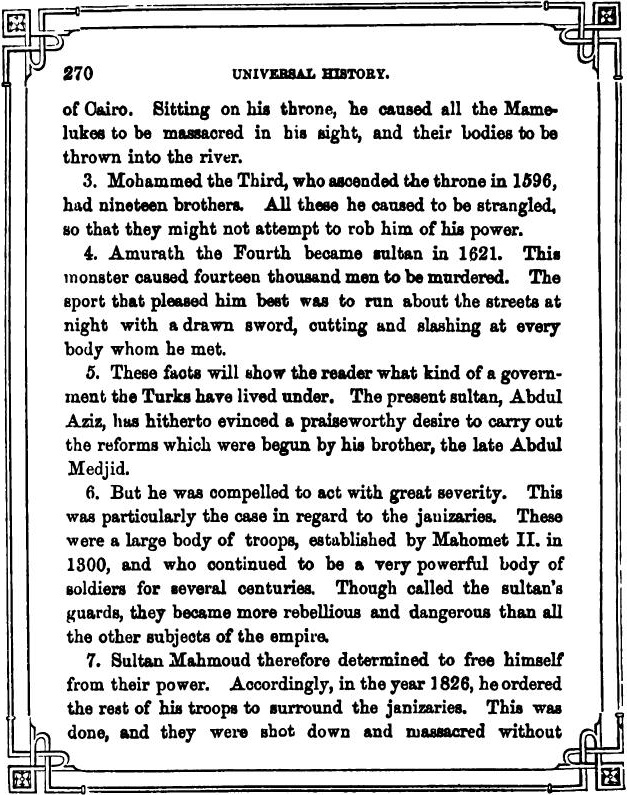 270 UNIVERSAL HISTORY.
of Cairo. Sitting on his throne, he caused all the Mame-
lukes to be massacred in his sight, and their bodies to be
thrown into the river.
3. Mohammed the Third, who ascended the throne in 1596,
had nineteen brothers. All these he caused to be strangled,
so that they might not attempt to rob him of his power.
4. Amurath the Fourth became sultan in 1621. This
monster caused fourteen thousand men to be murdered. The
sport that pleased him best was to run about the streets at
night with a drawn sword, cutting and slashing at every
body whom he met.
5. These facts will show the reader what kind of a govern-
ment the Turks have lived under. The present sultan, Abdul
Aziz, has hitherto evinced a praiseworthy desire to carry out
the reforms which were begun by his brother, the late Abdul
Medjid.
6. But he was compelled to act with great severity. This
was particularly the case in regard to the janizaries. These
were a large body of troops, established by Mahomet II. in
1300, and who continued to be a very powerful body of
soldiers for several centuries. Though called the sultan's
guards, they became more rebellious and dangerous than all
the other subjects of the empire.
7. Sultan Mahmoud therefore determined to free himself
from their power. Accordingly, in the year 1826, he ordered
the rest of his troops to surround the janizaries. This was
done, and they were shot down and massacred without